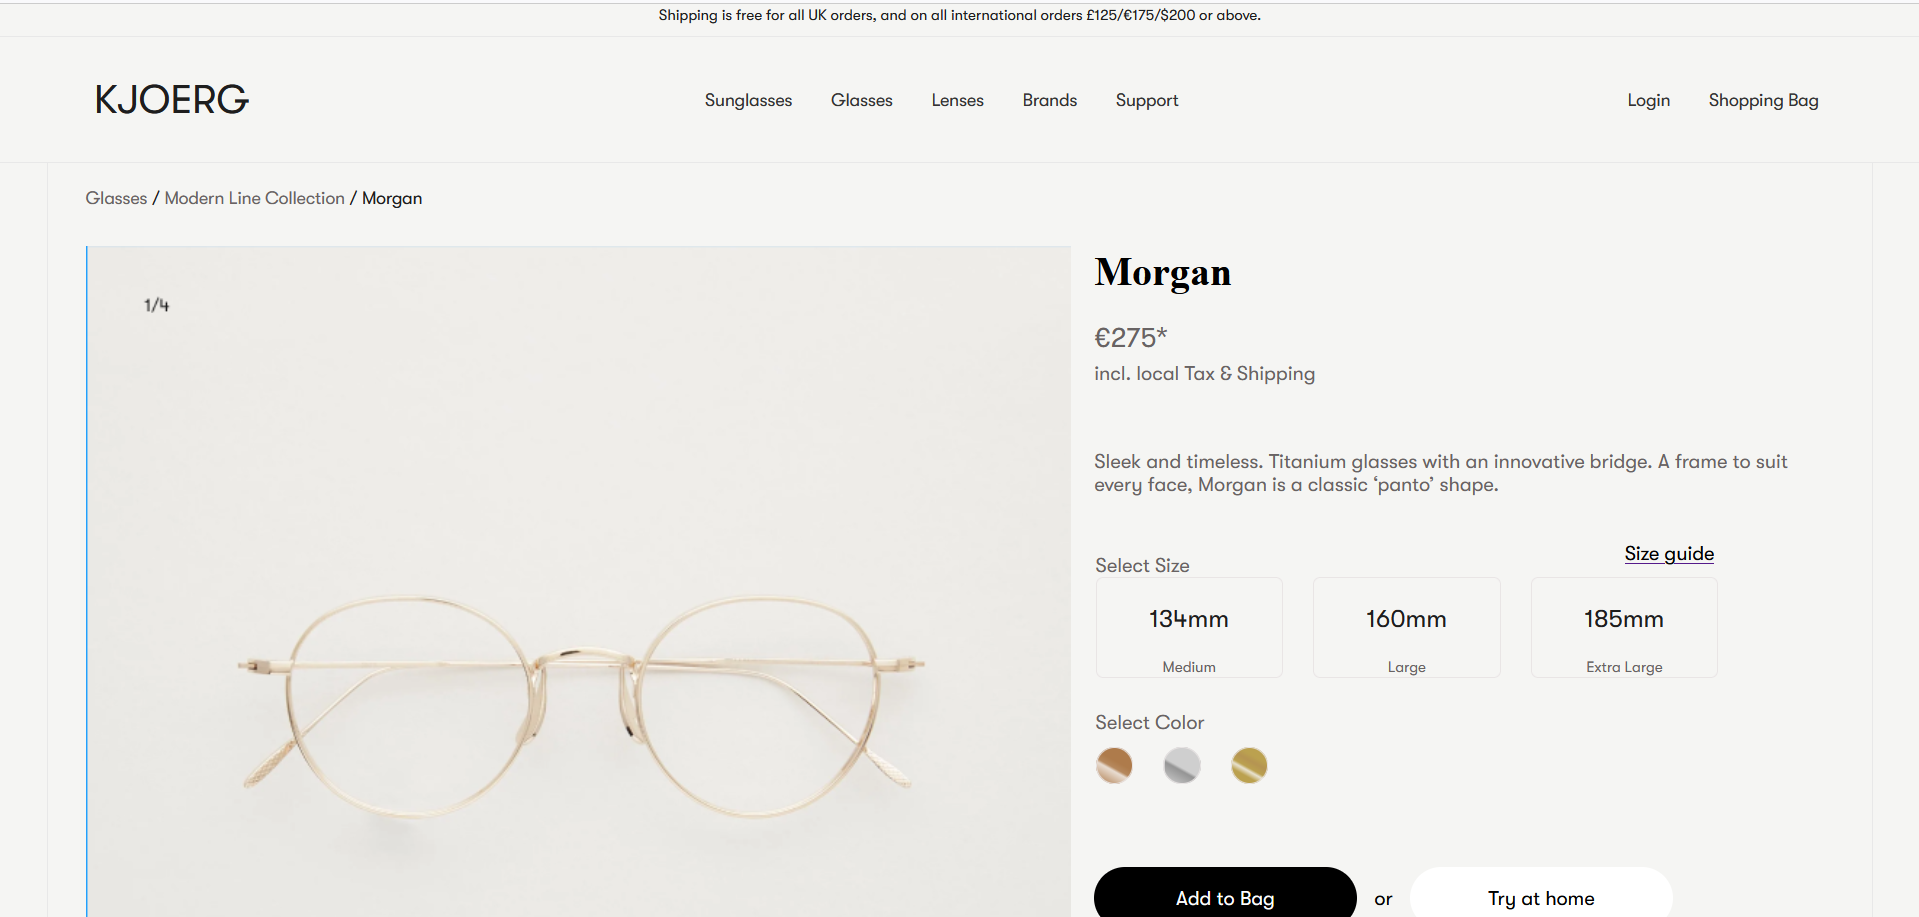 Shipping is free for all UK orders, and on all international orders £125/€175/$200 or above.
KJOERG
Sunglasses Glasses Lenses Brands Support
Login Shopping Bag
Glasses / Modern Line Collection / Morgan
1/4
Morgan
€275*
incl. local Tax & Shipping
Sleek and timeless. Titanium glasses with an innovative bridge. A frame to suit
every face, Morgan is a classic ‘panto’ shape.
Select Size
Size guide
134mm 160mm 185mm
Medium Large Extra Large
Select Color
Add to Bag or Try at home